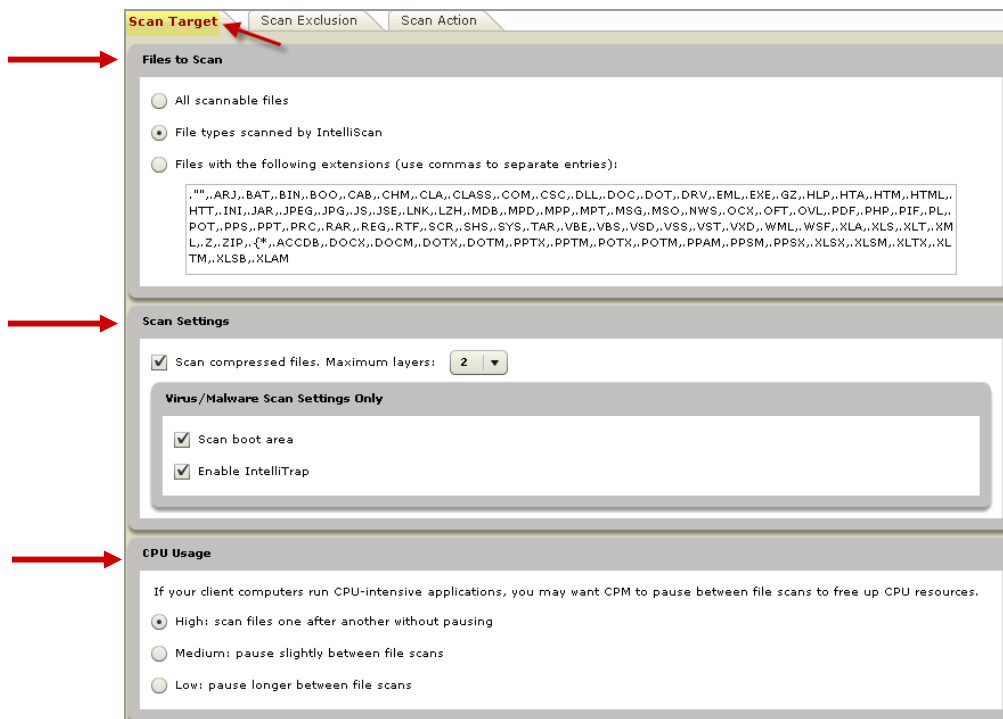 Scan Target Scan Exclusion Scan Action
Files to Scan
All scannable files
File types scanned by IntelliScan
Files with the following extensions (use commas to separate entries):
."",.ARJ,.BAT,.BIN,.BOO,.CAB,.CHM,.CLA,.CLASS,.COM,.CSC,.DLL,.DOC,.DOT,.DRV,.EML,.EXE,.GZ,.HLP,.HTA,.HTM,.HTML,.
HTT,.INI,.JAR,.JPEG,.JPG,.JS,.JSE,.LNK,.LZH,.MDB,.MPD,.MPP,.MPT,.MSG,.MSO,.NWS,.OCX,.OFT,.OVL,.PDF,.PHP,.PIF,.PL,.
POT,.PPS,.PPT,.PRC,.RAR,.REG,.RTF,.SCR,.SHS,.SYS,.TAR,.VBE,.VBS,.VSD,.VSS,.VST,.VXD,.WML,.WSF,.XLA,.XLS,.XLT,.XM
L,.Z,.ZIP,.{*,.ACCDB,.DOCX,.DOCM,.DOTX,.DOTM,.PPTX,.PPTM,.POTX,.POTM,.PPAM,.PPSM,.PPSX,.XLSX,.XLSM,.XLTX,.XL
TM,.XLSB,.XLAM
Scan Settings
Scan compressed files. Maximum layers: 2
Virus/Malware Scan Settings Only
Scan boot area
Enable IntelliTrap
CPU Usage
If your client computers run CPU-intensive applications, you may want CPM to pause between file scans to free up CPU resources.
High: scan files one after another without pausing
Medium: pause slightly between file scans
Low: pause longer between file scans